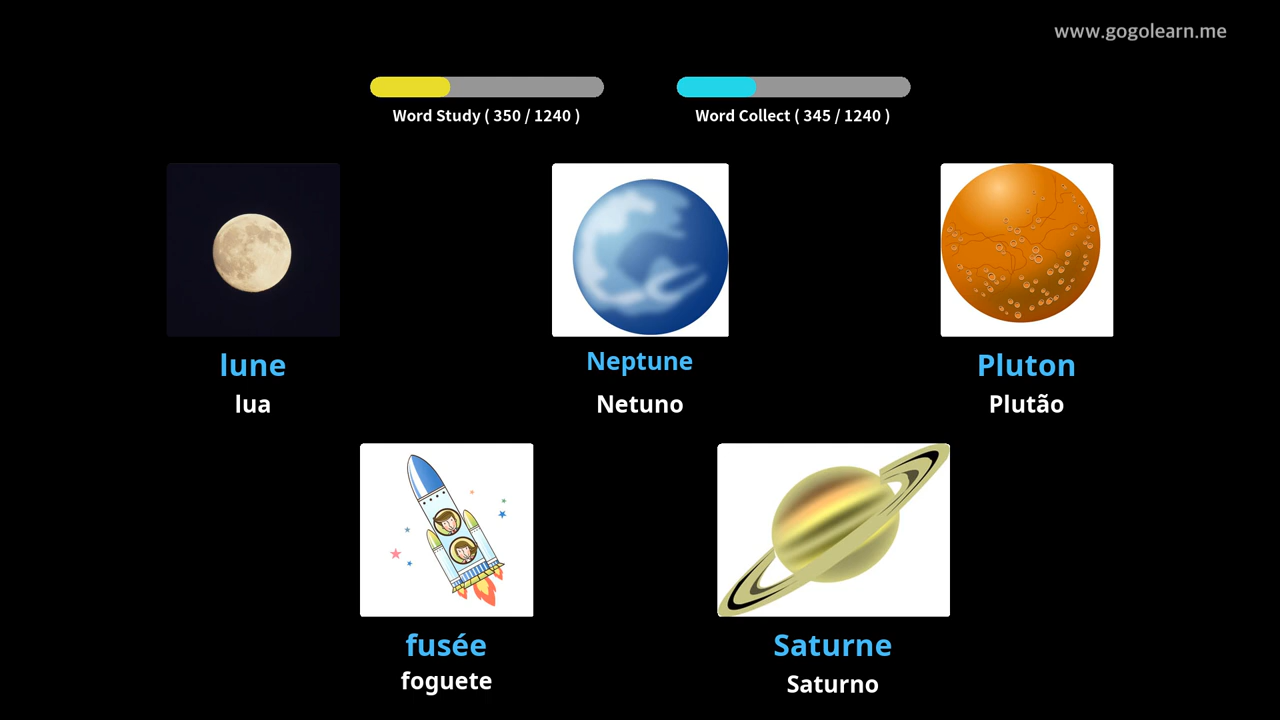 www.gogolearn.me
Word Study ( 350 / 1240 )
Word Collect ( 345 / 1240 )
lune
Neptune
Pluton
lua
Netuno
Plutão
fusée
Saturne
foguete
Saturno